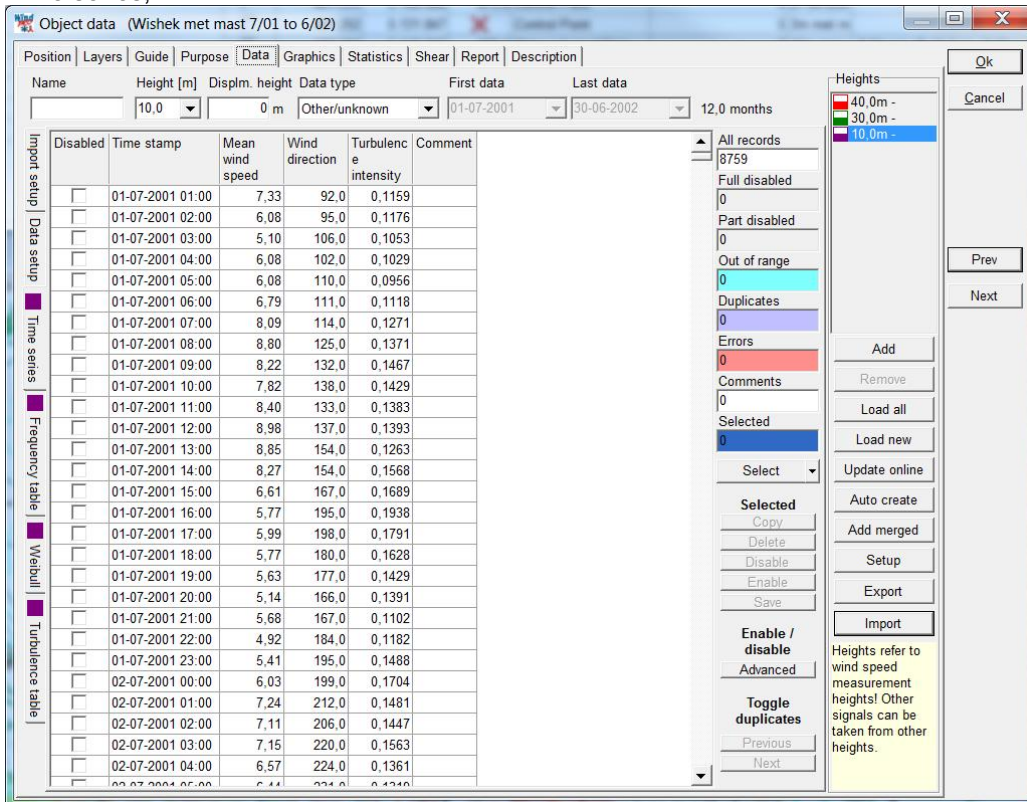 Object data (Wishek met mast 7/01 to 6/02)
Position Layers Guide Purpose Data Graphics Statistics Shear Report Description
Ok
Cancel
Prev
Next
Name Height [m] Displm. height Data type First data Last data
10,0 0 m Other/unknown 01-07-2001 30-06-2002 12,0 months
Heights
40,0m -
30,0m -
10,0m -
Import setup
Data setup
Time series
Frequency table
Weibull
Turbulence table
Disabled Time stamp Mean wind speed Wind direction Turbulenc e intensity Comment
01-07-2001 01:00 7,33 92,0 0,1159
01-07-2001 02:00 6,08 95,0 0,1176
01-07-2001 03:00 5,10 106,0 0,1053
01-07-2001 04:00 6,08 102,0 0,1029
01-07-2001 05:00 6,08 110,0 0,0956
01-07-2001 06:00 6,79 111,0 0,1118
01-07-2001 07:00 8,09 114,0 0,1271
01-07-2001 08:00 8,80 125,0 0,1371
01-07-2001 09:00 8,22 132,0 0,1467
01-07-2001 10:00 7,82 138,0 0,1429
01-07-2001 11:00 8,40 133,0 0,1383
01-07-2001 12:00 8,98 137,0 0,1393
01-07-2001 13:00 8,85 154,0 0,1263
01-07-2001 14:00 8,27 154,0 0,1568
01-07-2001 15:00 6,61 167,0 0,1689
01-07-2001 16:00 5,77 195,0 0,1938
01-07-2001 17:00 5,99 198,0 0,1791
01-07-2001 18:00 5,77 180,0 0,1628
01-07-2001 19:00 5,63 177,0 0,1429
01-07-2001 20:00 5,14 166,0 0,1391
01-07-2001 21:00 5,68 167,0 0,1102
01-07-2001 22:00 4,92 184,0 0,1182
01-07-2001 23:00 5,41 195,0 0,1488
02-07-2001 00:00 6,03 199,0 0,1704
02-07-2001 01:00 7,24 212,0 0,1481
02-07-2001 02:00 7,11 206,0 0,1447
02-07-2001 03:00 7,15 220,0 0,1563
02-07-2001 04:00 6,57 224,0 0,1361
All records
8759
Full disabled
0
Part disabled
0
Out of range
0
Duplicates
0
Errors
0
Comments
0
Selected
0
Select
Selected
Copy
Delete
Disable
Enable
Save
Enable /
disable
Advanced
Toggle
duplicates
Previous
Next
Add
Remove
Load all
Load new
Update online
Auto create
Add merged
Setup
Export
Import
Heights refer to
wind speed
measurement
heights! Other
signals can be
taken from other
heights.